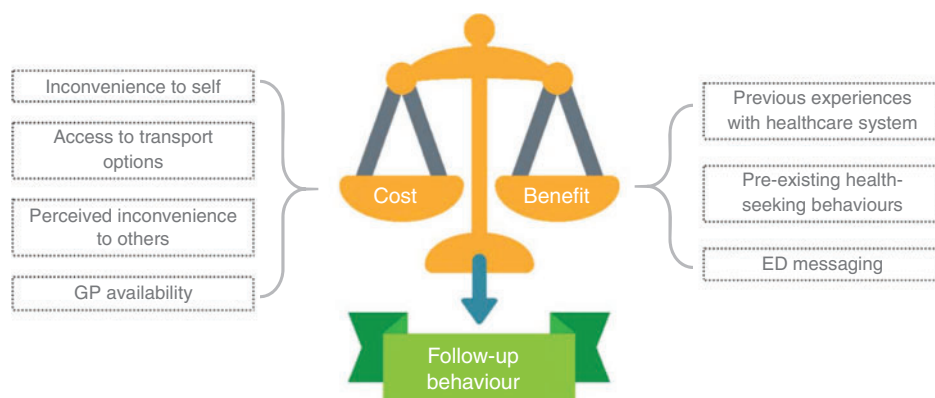 Inconvenience to self
Access to transport
options
Perceived inconvenience
to others
GP availability
Cost
Benefit
Previous experiences
with healthcare system
Pre-existing health-
seeking behaviours
ED messaging
Follow-up
behaviour